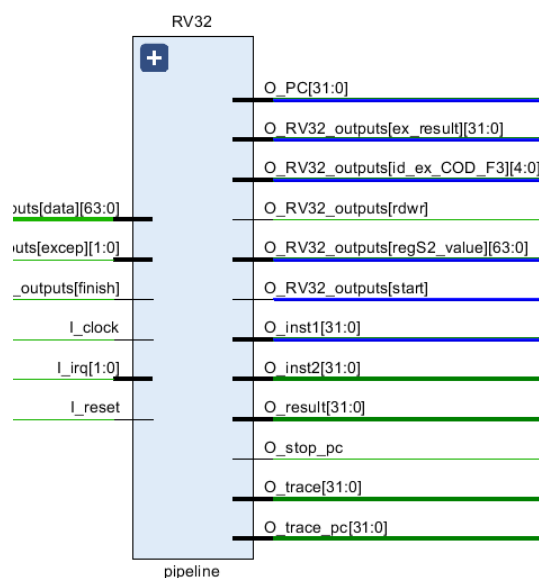 RV32
O_PC[31:0]
O_RV32_outputs[ex_result][31:0]
O_RV32_outputs[id_ex_COD_F3][4:0]
puts[data][63:0]
O_RV32_outputs[rdwr]
puts[excep][1:0]
O_RV32_outputs[regS2_value][63:0]
_outputs[finish]
O_RV32_outputs[start]
I_clock
O_inst1[31:0]
I_irq[1:0]
O_inst2[31:0]
I_reset
O_result[31:0]
O_stop_pc
O_trace[31:0]
O_trace_pc[31:0]
pipeline